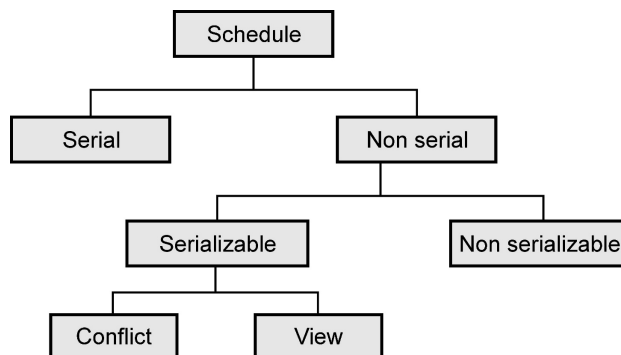 Schedule
Serial
Non serial
Serializable
Non serializable
Conflict
View